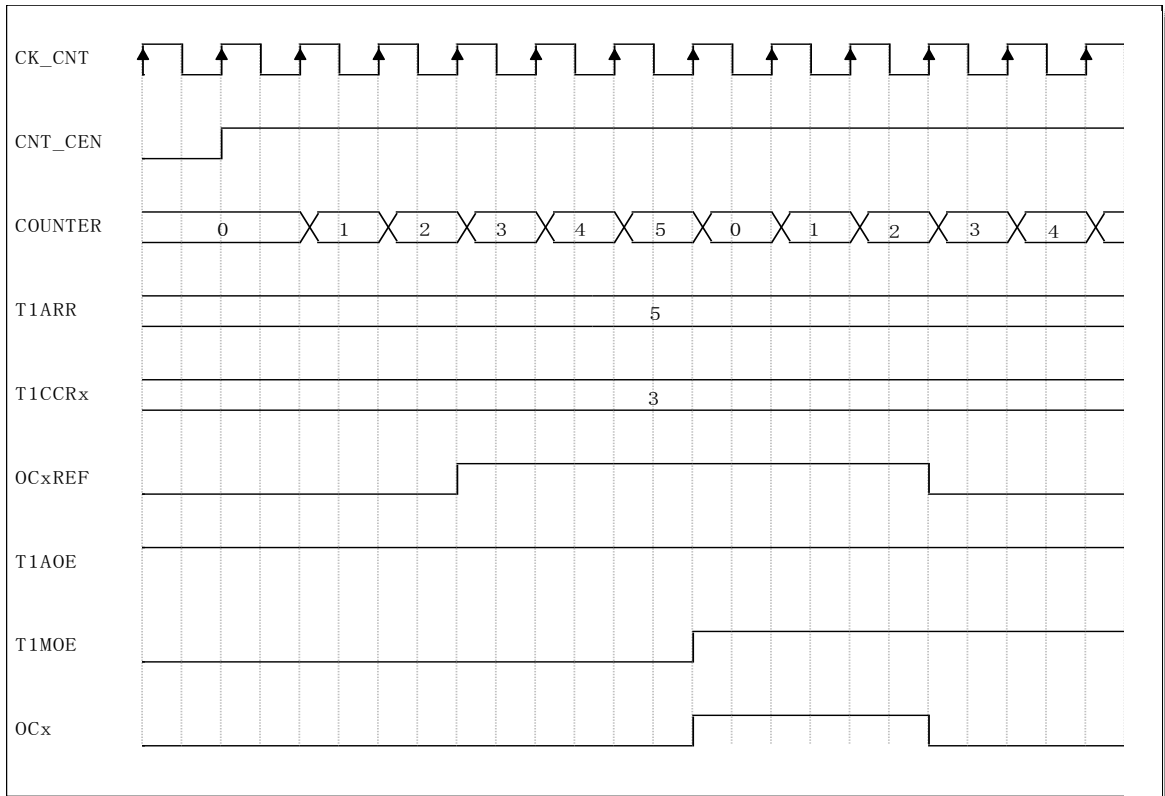 CK_CNT
CNT_CEN
COUNTER 0 1 2 3 4 5 0 1 2 3 4
T1ARR 5
T1CCRx 3
OCxREF
T1AOE
T1MOE
OCx